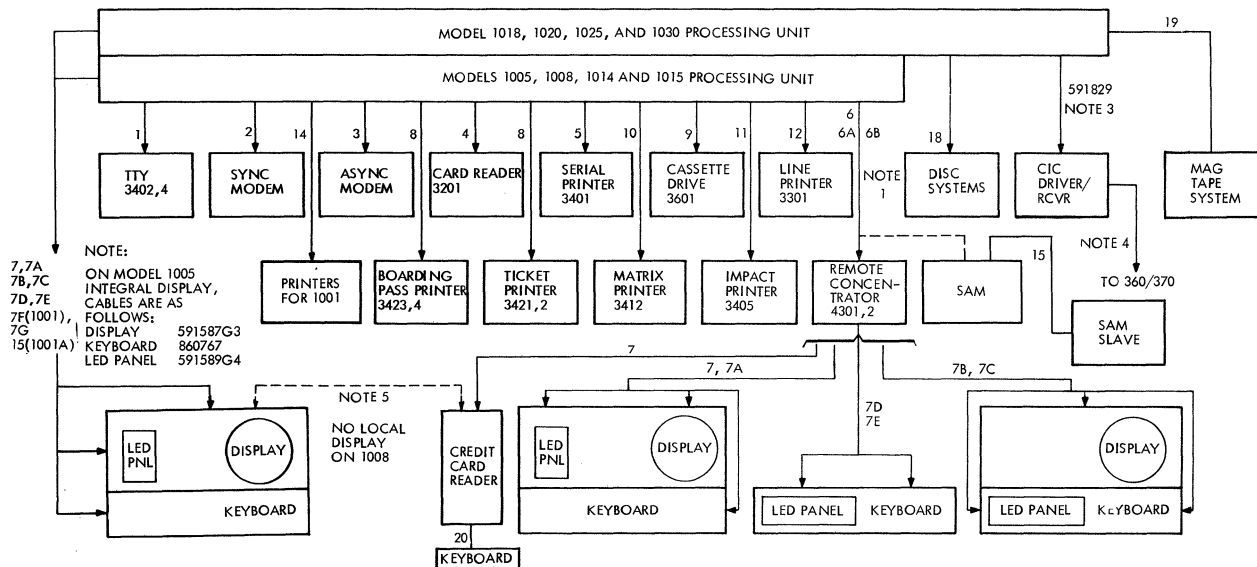 19
MODEL 1018, 1020, 1025, AND 1030 PROCESSING UNIT
MODELS 1005, 1008, 1014 AND 1015 PROCESSING UNIT
591829
NOTE 3
1
2
14
3
8
4
8
5
10
9
11
12
6
6A 6B
18
TTY
3402,4
SYNC
MODEM
ASYNC
MODEM
CARD READER
3201
SERIAL
PRINTER
3401
CASSETTE
DRIVE
3601
LINE
PRINTER
3301
NOTE
1
DISC
SYSTEMS
CIC
DRIVER/
RCVR
MAG
TAPE
SYSTEM
NOTE 4
TO 360/370
7,7A
7B,7C
7D,7E
7F(1001),
7G
15(1001A)
NOTE:
ON MODEL 1005
INTEGRAL DISPLAY,
CABLES ARE AS
FOLLOWS:
DISPLAY 591587G3
KEYBOARD 860767
LED PANEL 591589G4
PRINTERS
FOR 1001
BOARDING
PASS PRINTER
3423,4
TICKET
PRINTER
3421,2
MATRIX
PRINTER
3412
IMPACT
PRINTER
3405
REMOTE
CONCEN-
TRATOR
4301,2
SAM
15
SAM
SLAVE
7
7, 7A
7D
7E
7B, 7C
NOTE 5
NO LOCAL
DISPLAY
ON 1008
LED
PNL
DISPLAY
KEYBOARD
CREDIT
CARD
READER
20
KEYBOARD
LED
PNL
DISPLAY
KEYBOARD
LED PANEL KEYBOARD
DISPLAY
LED PANEL KEYBOARD